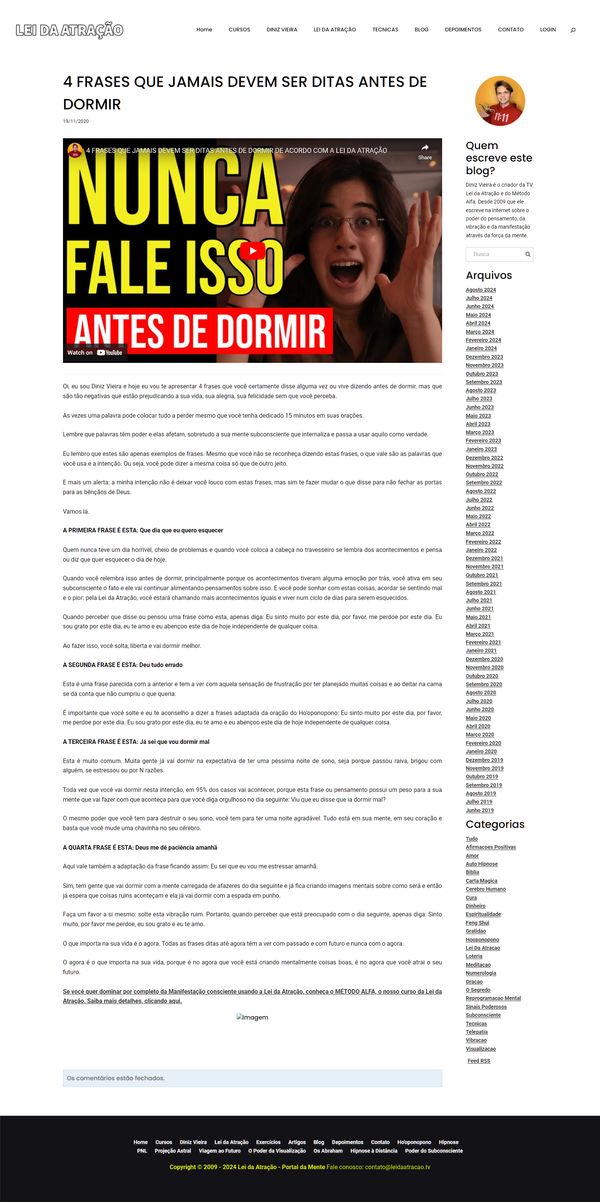 LEI DA ATRAÇÃO
Home CURSOS DINIZ VIEIRA LEI DA ATRAÇÃO TECNICAS BLOG DEPOIMENTOS CONTATO LOGIN
4 FRASES QUE JAMAIS DEVEM SER DITAS ANTES DE
DORMIR
19/11/2020
4 FRASES QUE JAMAIS DEVEM SER DITAS ANTES DE DORMIR DE ACORDO COM A LEI DA ATRAÇÃO
Share
NUNCA
FALE ISSO
ANTES DE DORMIR
Watch on YouTube
Oi, eu sou Diniz Vieira e hoje eu vou te apresentar 4 frases que você certamente disse alguma vez ou vive dizendo antes de dormir, mas que
são tão negativas que estão prejudicando a sua vida, sua alegria, sua felicidade sem que você perceba.
As vezes uma palavra pode colocar tudo a perder mesmo que você tenha dedicado 15 minutos em suas orações.
Lembre que palavras têm poder e elas afetam, sobretudo a sua mente subconsciente que internaliza e passa a usar aquilo como verdade.
Eu lembro que estes são apenas exemplos de frases. Mesmo que você não se reconheça dizendo estas frases, o que vale são as palavras que
você usa e a intenção. Ou seja, você pode dizer a mesma coisa só que de outro jeito.
E mais um alerta: a minha intenção não é deixar você louco com estas frases, mas sim te fazer mudar o que disse para não fechar as portas
para as bênçãos de Deus.
Vamos lá.
A PRIMEIRA FRASE É ESTA: Que dia que eu quero esquecer
Quem nunca teve um dia horrível, cheio de problemas e quando você coloca a cabeça no travesseiro se lembra dos acontecimentos e pensa
ou diz que quer esquecer o dia de hoje.
Quando você relembra isso antes de dormir, principalmente porque os acontecimentos tiveram alguma emoção por trás, você ativa em seu
subconsciente o fato e ele vai continuar alimentando pensamentos sobre isso. E você pode sonhar com estas coisas, acordar se sentindo mal
e o pior: pela Lei da Atração, você estará chamando mais acontecimentos iguais e viver num ciclo de dias para serem esquecidos.
Quando perceber que disse ou pensou uma frase como esta, apenas diga: Eu sinto muito por este dia, por favor, me perdoe por este dia. Eu
sou grato por este dia, eu te amo e eu abençoo este dia de hoje independente de qualquer coisa.
Ao fazer isso, você solta, liberta e vai dormir melhor.
A SEGUNDA FRASE É ESTA: Deu tudo errado
Esta é uma frase parecida com a anterior e tem a ver com aquela sensação de frustração por ter planejado muitas coisas e ao deitar na cama
se dá conta que não cumpriu o que queria.
É importante que você solte e eu te aconselho a dizer a frases adaptada da oração do Ho'oponopono: Eu sinto muito por este dia, por favor,
me perdoe por este dia. Eu sou grato por este dia, eu te amo e eu abençoo este dia de hoje independente de qualquer coisa.
A TERCEIRA FRASE É ESTA: Já sei que vou dormir mal
Esta é muito comum. Muita gente já vai dormir na expectativa de ter uma péssima noite de sono, seja porque passou raiva, brigou com
alguém, se estressou ou por N razões.
Toda vez que você vai dormir nesta intenção, em 95% dos casos vai acontecer, porque esta frase ou pensamento possui um peso para a sua
mente que vai fazer com que aconteça para que você diga orgulhoso no dia seguinte: Viu que eu disse que ia dormir mal?
O mesmo poder que você tem para destruir o seu sono, você tem para ter uma noite agradável. Tudo está em sua mente, em seu coração e
basta que você mude uma chavinha no seu cérebro.
A QUARTA FRASE É ESTA: Deus me dê paciência amanhã
Aqui vale também a adaptação da frase ficando assim: Eu sei que eu vou me estressar amanhã.
Sim, tem gente que vai dormir com a mente carregada de afazeres do dia seguinte e já fica criando imagens mentais sobre como será e então
já espera que coisas ruins aconteçam e ela já vai dormir com a espada em punho.
Faça um favor a si mesmo: solte esta vibração ruim. Portanto, quando perceber que está preocupado com o dia seguinte, apenas diga: Sinto
muito, por favor me perdoe, eu sou grato e eu te amo.
O que importa na sua vida é o agora. Todas as frases ditas até agora têm a ver com passado e com futuro e nunca com o agora.
O agora é o que importa na sua vida, porque é no agora que você está criando mentalmente coisas boas, é no agora que você atrai o seu
futuro.
Se você quer dominar por completo da Manifestação consciente usando a Lei da Atração, conheça o MÉTODO ALFA, o nosso curso da Lei da
Atração. Saiba mais detalhes, clicando aqui.
Imagem
Os comentários estão fechados.
11:11
Quem
escreve este
blog?
Diniz Vieira é o criador da TV
Lei da Atração e do Método
Alfa. Desde 2009 que ele
escreve na Internet sobre o
poder do pensamento, da
vibração e da manifestação
através da força da mente.
Busca
Arquivos
Agosto 2024
Julho 2024
Junho 2024
Maio 2024
Abril 2024
Março 2024
Fevereiro 2024
Janeiro 2024
Dezembro 2023
Novembro 2023
Outubro 2023
Setembro 2023
Agosto 2023
Julho 2023
Junho 2023
Maio 2023
Abril 2023
Março 2023
Fevereiro 2023
Janeiro 2023
Dezembro 2022
Novembro 2022
Outubro 2022
Setembro 2022
Agosto 2022
Julho 2022
Junho 2022
Maio 2022
Abril 2022
Março 2022
Fevereiro 2022
Janeiro 2022
Dezembro 2021
Novembro 2021
Outubro 2021
Setembro 2021
Agosto 2021
Julho 2021
Junho 2021
Maio 2021
Abril 2021
Março 2021
Fevereiro 2021
Janeiro 2021
Dezembro 2020
Novembro 2020
Outubro 2020
Setembro 2020
Agosto 2020
Julho 2020
Junho 2020
Maio 2020
Abril 2020
Março 2020
Fevereiro 2020
Janeiro 2020
Dezembro 2019
Novembro 2019
Outubro 2019
Setembro 2019
Agosto 2019
Julho 2019
Junho 2019
Categorias
Tudo
Afirmacoes Positivas
Amor
Auto Hipnose
Biblia
Carta Magica
Cerebro Humano
Cura
Dinheiro
Espiritualidade
Feng Shui
Gratidao
Hooponopono
Lei Da Atracao
Loteria
Meditacao
Numerologia
Oracao
O Segredo
Reprogramacao Mental
Sinais Poderosos
Subconsciente
Tecnicas
Telepatia
Vibracao
Visualizacao
Feed RSS
Home Cursos Diniz Vieira Lei da Atração Exercícios Artigos Blog Depoimentos Contato Ho'oponopono Hipnose
PNL Projeção Astral Viagem ao Futuro O Poder da Visualização Os Abraham Hipnose à Distância Poder do Subconsciente
Copyright © 2009 - 2024 Lei da Atração - Portal da Mente Fale conosco: contato@leidaatracao.tv